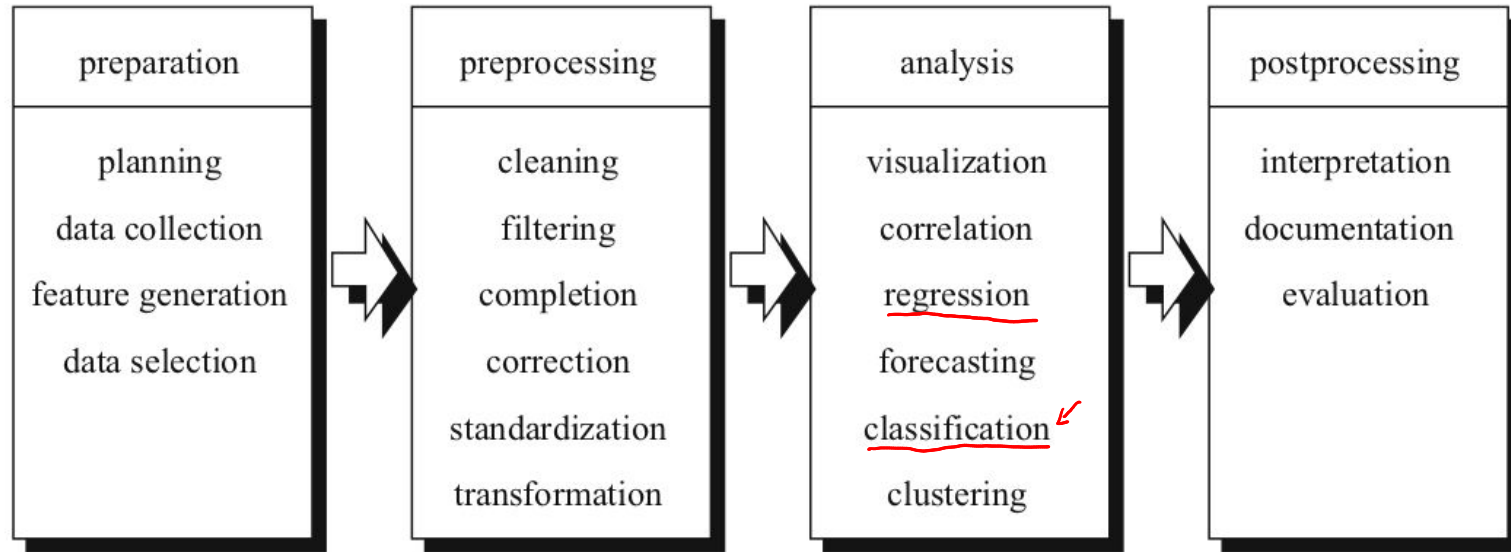 preparation
planning
data collection
feature generation
data selection
preprocessing
cleaning
filtering
completion
correction
standardization
transformation
analysis
visualization
correlation
regression
forecasting
classification
clustering
postprocessing
interpretation
documentation
evaluation